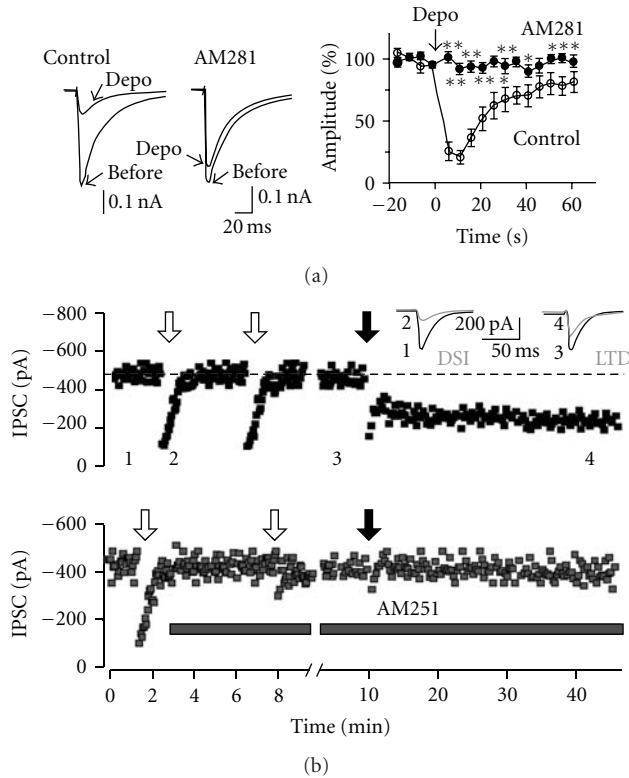 Control
AM281
Depo
Depo
Before
Before
0.1 nA
0.1 nA
20 ms
Depo
AM281
∗∗ ∗∗ ∗∗ ∗ ∗∗∗
∗∗ ∗∗∗
Control
Amplitude (%)
100
50
0
−20 0 20 40 60
Time (s)
(a)
−800
−600
−400
−200
0
IPSC (pA)
2
1
200 pA
50 ms
DSI
4
3
LTD
1 2 3 4
−600
−400
−200
0
IPSC (pA)
AM251
0 2 4 6 8 10 20 30 40
Time (min)
(b)